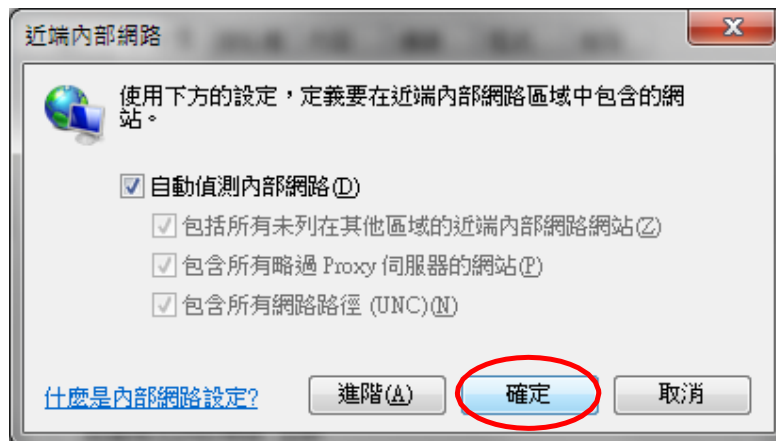 近端內部網路
使用下方的設定，定義要在近端內部網路區域中包含的網
站。
自動偵測內部網路(D)
包括所有未列在其他區域的近端內部網路網站(Z)
包含所有略過 Proxy 伺服器的網站(P)
包含所有網路路徑 (UNC)(N)
什麼是內部網路設定?
進階(A)
確定
取消